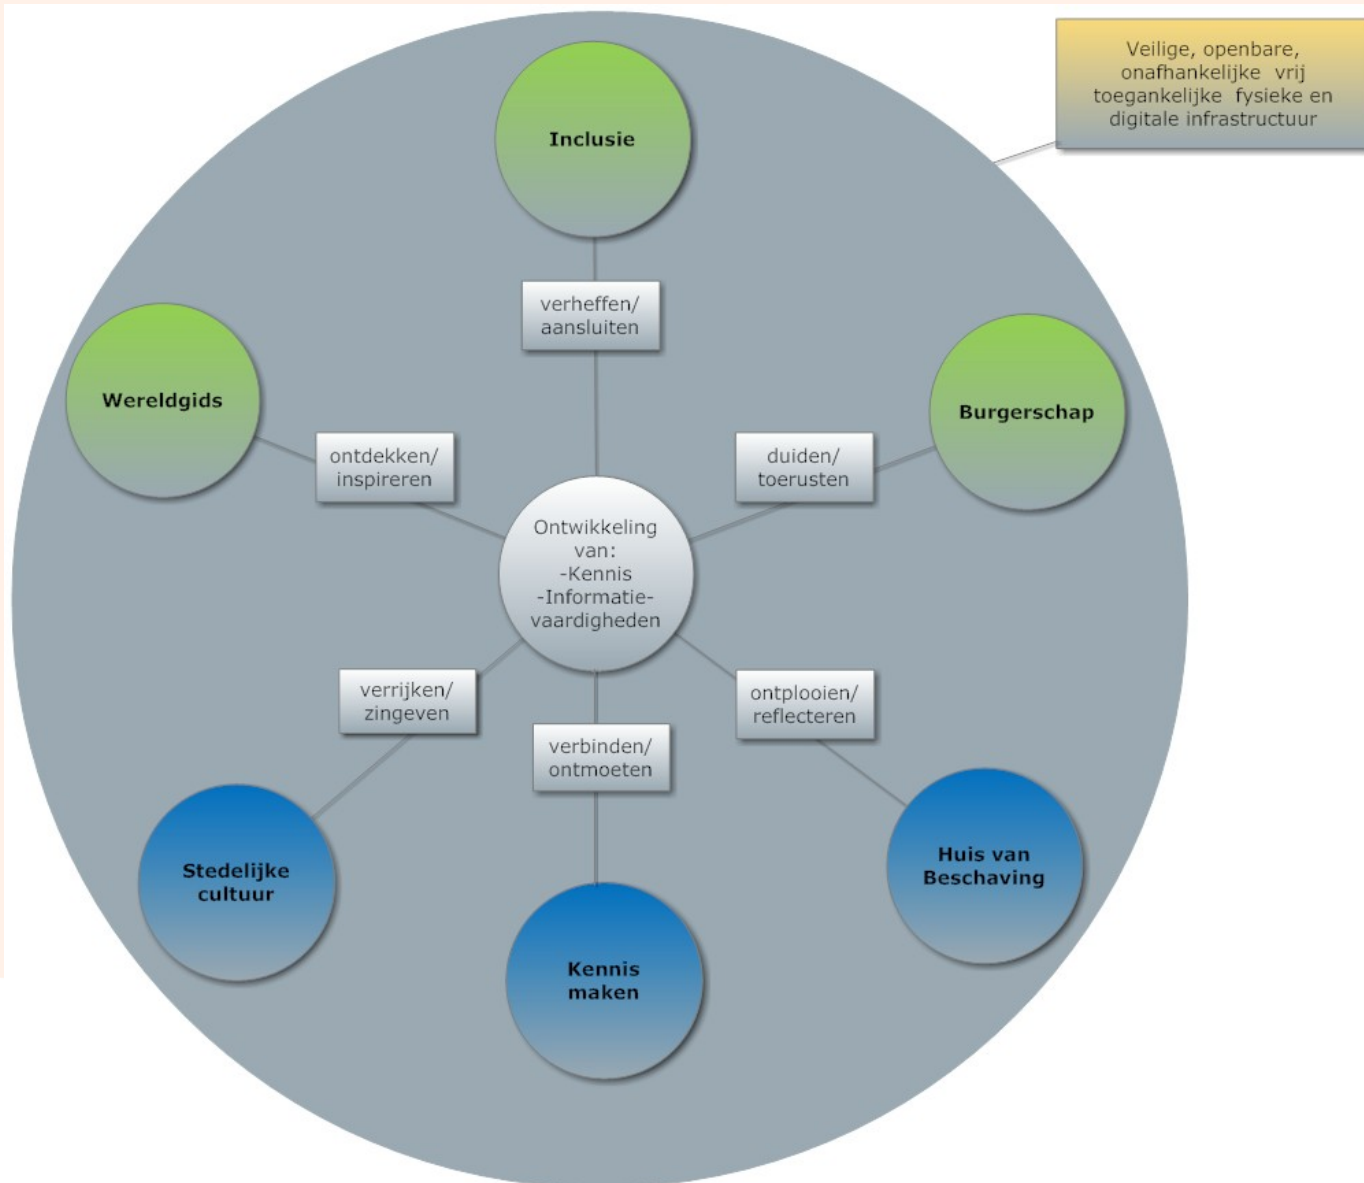 Veilige, openbare,
onafhankelijke vrij
toegankelijke fysieke en
digitale infrastructuur
Inclusie
verheffen/
aansluiten
Wereldgids
ontdekken/
inspireren
duiden/
toerusten
Burgerschap
Ontwikkeling
van:
-Kennis
-Informatie-
vaardigheden
verrijken/
zingeven
verbinden/
ontmoeten
ontplooien/
reflecteren
Stedelijke
cultuur
Kennis
maken
Huis van
Beschaving